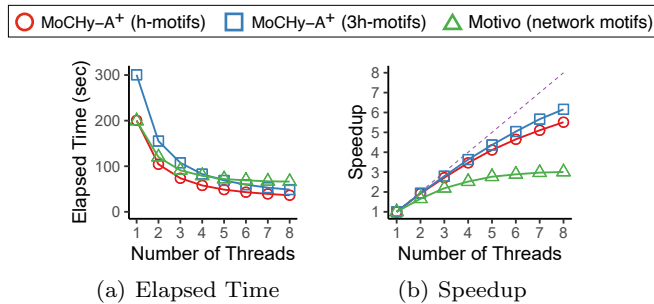 MoCHy-A⁺ (h-motifs) MoCHy-A⁺ (3h-motifs) Motivo (network motifs)
Elapsed Time (sec)
300
200
100
0
1 2 3 4 5 6 7 8
Number of Threads
(a) Elapsed Time
Speedup
8
7
6
5
4
3
2
1
1 2 3 4 5 6 7 8
Number of Threads
(b) Speedup